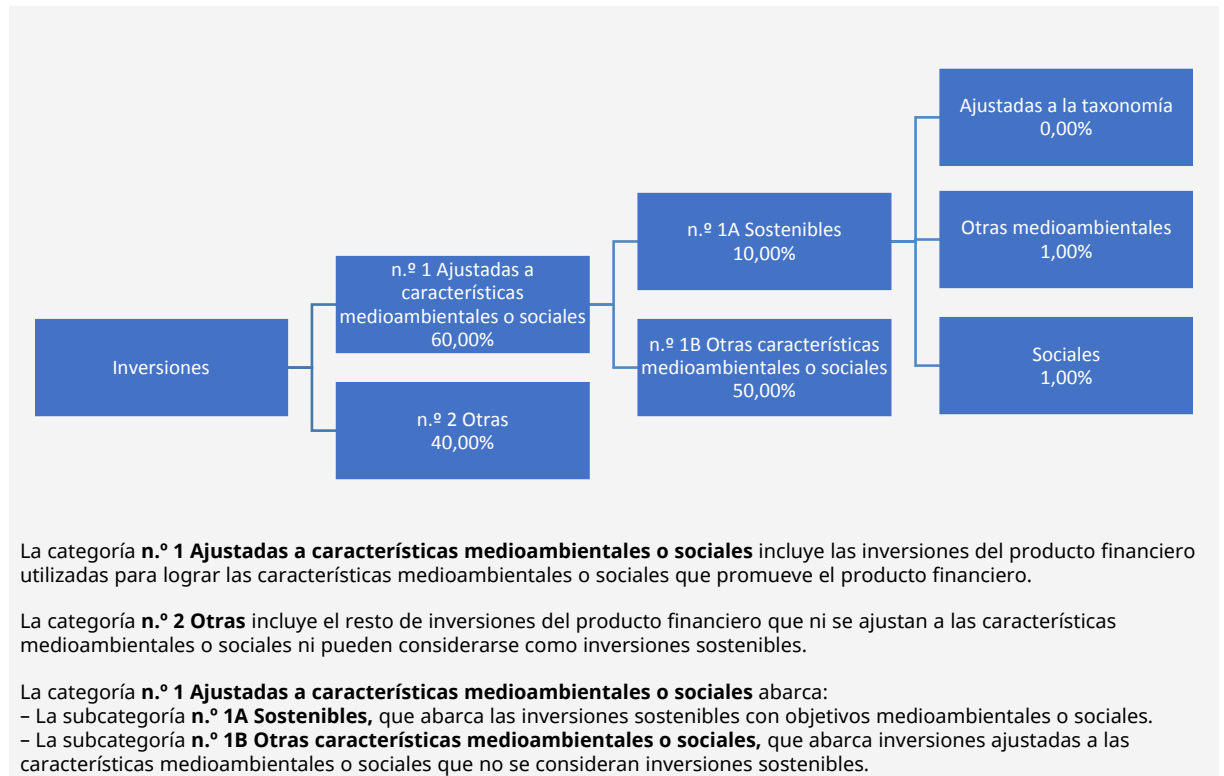 Inversiones
n.º 1 Ajustadas a
características
medioambientales o sociales
60,00%
n.º 2 Otras
40,00%
n.º 1A Sostenibles
10,00%
n.º 1B Otras características
medioambientales o sociales
50,00%
Ajustadas a la taxonomía
0,00%
Otras medioambientales
1,00%
Sociales
1,00%
La categoría n.º 1 Ajustadas a características medioambientales o sociales incluye las inversiones del producto financiero
utilizadas para lograr las características medioambientales o sociales que promueve el producto financiero.
La categoría n.º 2 Otras incluye el resto de inversiones del producto financiero que ni se ajustan a las características
medioambientales o sociales ni pueden considerarse como inversiones sostenibles.
La categoría n.º 1 Ajustadas a características medioambientales o sociales abarca:
– La subcategoría n.º 1A Sostenibles, que abarca las inversiones sostenibles con objetivos medioambientales o sociales.
– La subcategoría n.º 1B Otras características medioambientales o sociales, que abarca inversiones ajustadas a las
características medioambientales o sociales que no se consideran inversiones sostenibles.